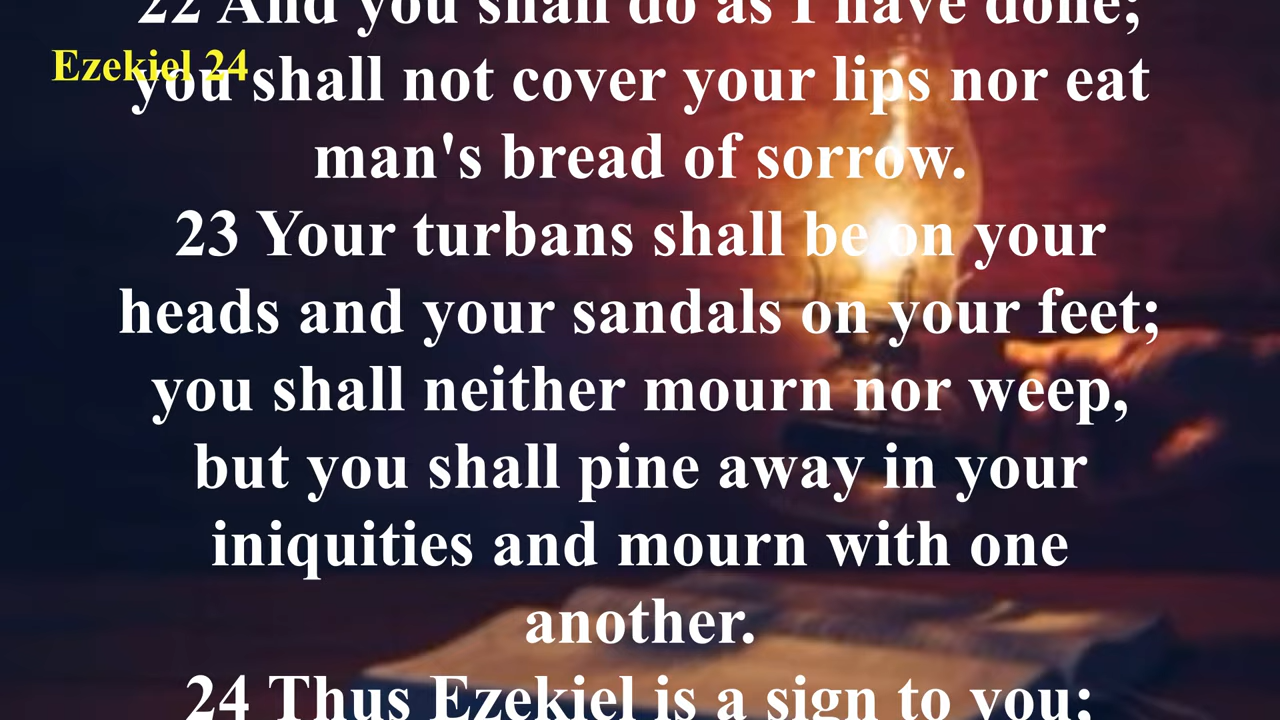 22 And you shall do as I have done;
Ezekiel 24
you shall not cover your lips nor eat
man's bread of sorrow.
23 Your turbans shall be on your
heads and your sandals on your feet;
you shall neither mourn nor weep,
but you shall pine away in your
iniquities and mourn with one
another.
24 Thus Ezekiel is a sign to you;